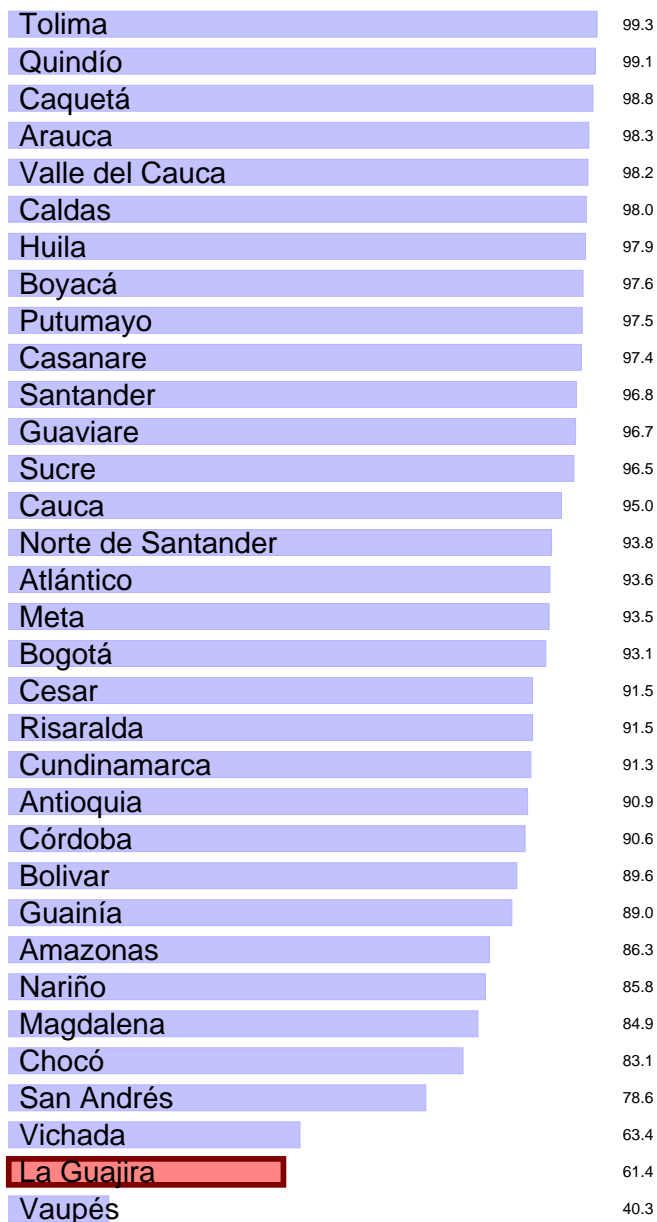 Tolima 99.3
Quindío 99.1
Caquetá 98.8
Arauca 98.3
Valle del Cauca 98.2
Caldas 98.0
Huila 97.9
Boyacá 97.6
Putumayo 97.5
Casanare 97.4
Santander 96.8
Guaviare 96.7
Sucre 96.5
Cauca 95.0
Norte de Santander 93.8
Atlántico 93.6
Meta 93.5
Bogotá 93.1
Cesar 91.5
Risaralda 91.5
Cundinamarca 91.3
Antioquia 90.9
Córdoba 90.6
Bolivar 89.6
Guainía 89.0
Amazonas 86.3
Nariño 85.8
Magdalena 84.9
Chocó 83.1
San Andrés 78.6
Vichada 63.4
La Guajira 61.4
Vaupés 40.3